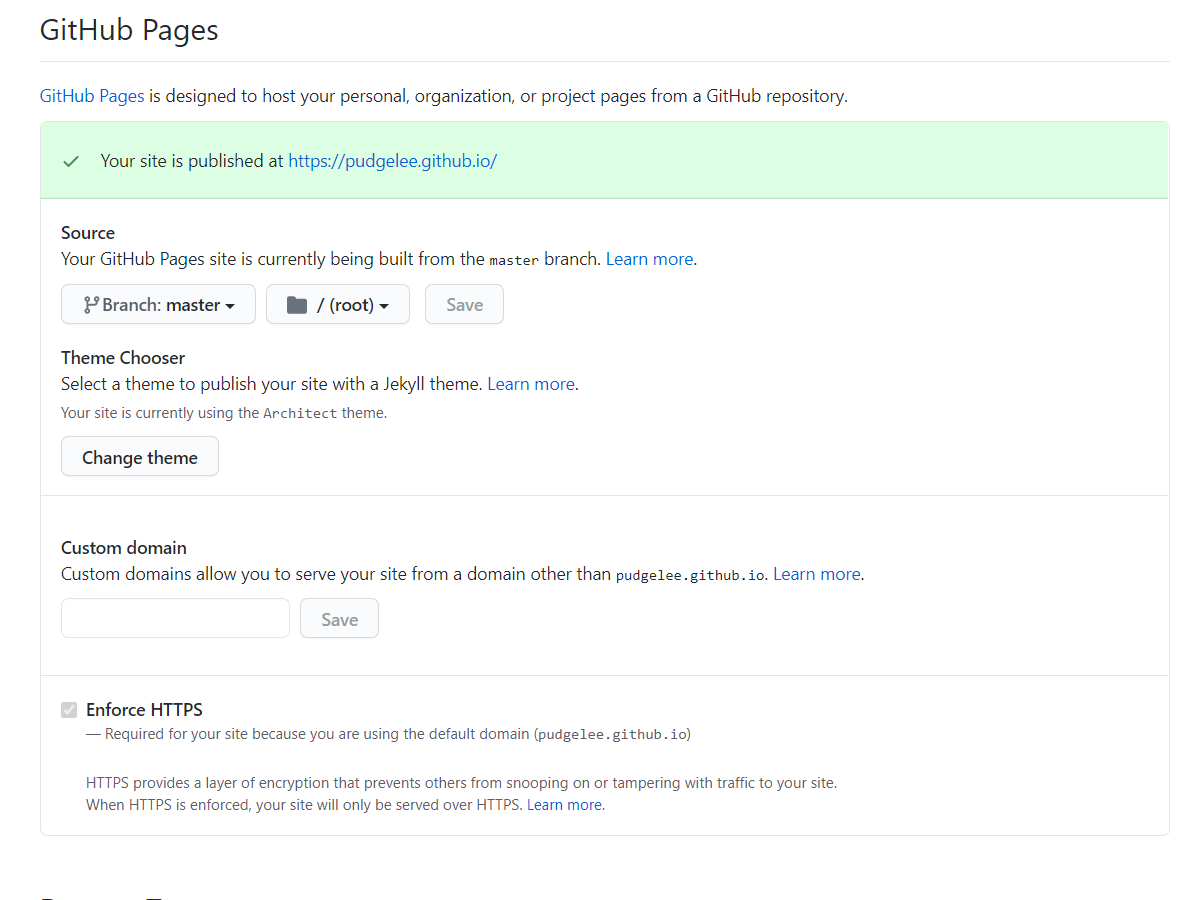 GitHub Pages
GitHub Pages is designed to host your personal, organization, or project pages from a GitHub repository.
Your site is published at https://pudgelee.github.io/
Source
Your GitHub Pages site is currently being built from the master branch. Learn more.
Branch: master / (root) Save
Theme Chooser
Select a theme to publish your site with a Jekyll theme. Learn more.
Your site is currently using the Architect theme.
Change theme
Custom domain
Custom domains allow you to serve your site from a domain other than pudgelee.github.io. Learn more.
Save
Enforce HTTPS
— Required for your site because you are using the default domain (pudgelee.github.io)
HTTPS provides a layer of encryption that prevents others from snooping on or tampering with traffic to your site.
When HTTPS is enforced, your site will only be served over HTTPS. Learn more.